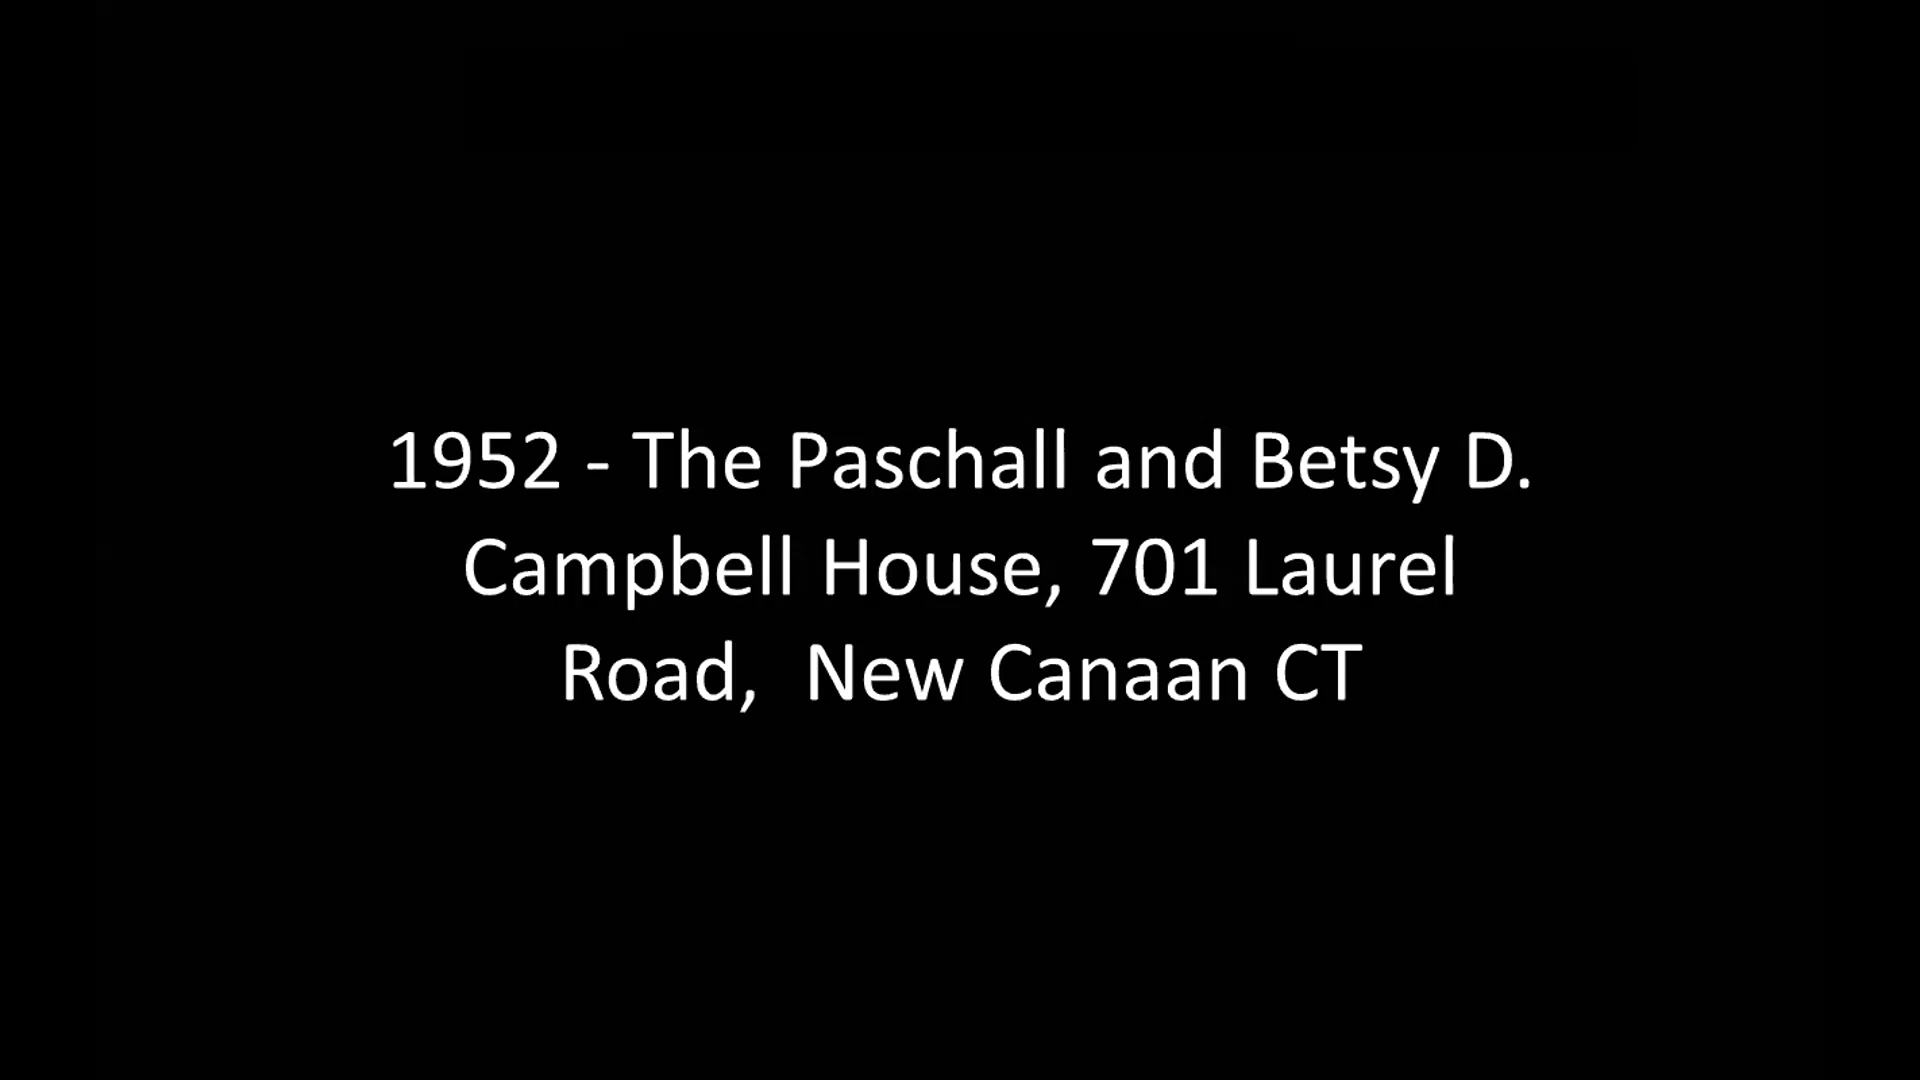 1952 - The Paschall and Betsy D.
Campbell House, 701 Laurel
Road,  New Canaan CT